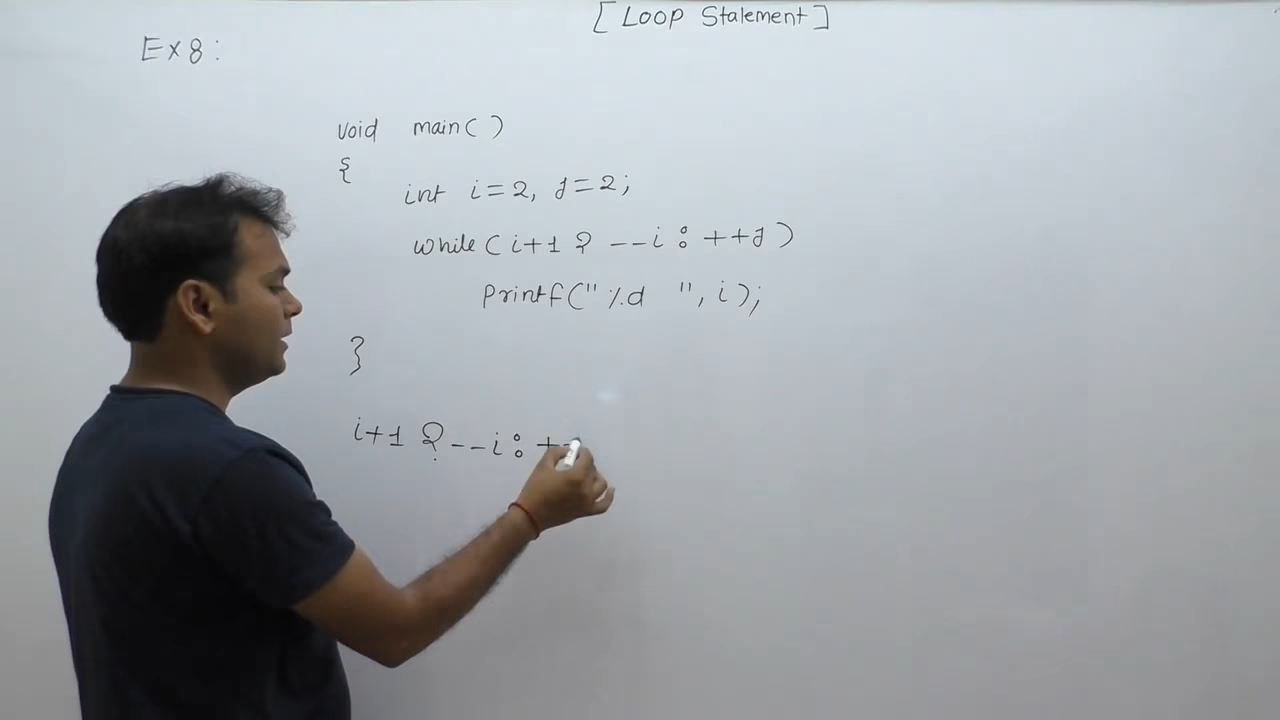 [ Loop Statement ]
Ex 8:
void main( )
{
int i=2, j=2;
while( i+1 ? --i : ++j )
printf(" %d ", i );
}
i+1 ? --i : ++